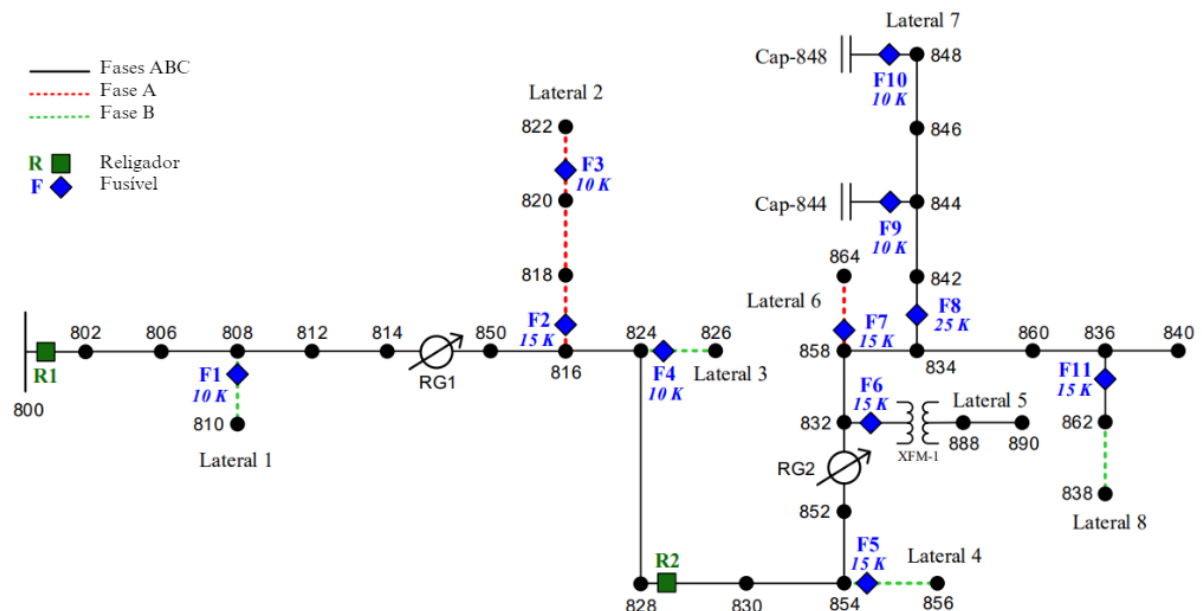 Fases ABC
Fase A
Fase B
R Religador
F Fusível
Lateral 7
Cap-848
848
F10
10 K
846
Lateral 2
822
F3
10 K
820
818
F2
15 K
Cap-844
844
F9
10 K
864
842
Lateral 6
F7
15 K
F8
25 K
802
806
808
812
814
850
824
826
858
860
836
840
R1
F1
10 K
RG1
816
F4
10 K
Lateral 3
834
800
810
Lateral 1
F6
15 K
Lateral 5
F11
15 K
832
XFM-1
888
890
862
RG2
838
852
Lateral 8
R2
F5
15 K
Lateral 4
828
830
854
856